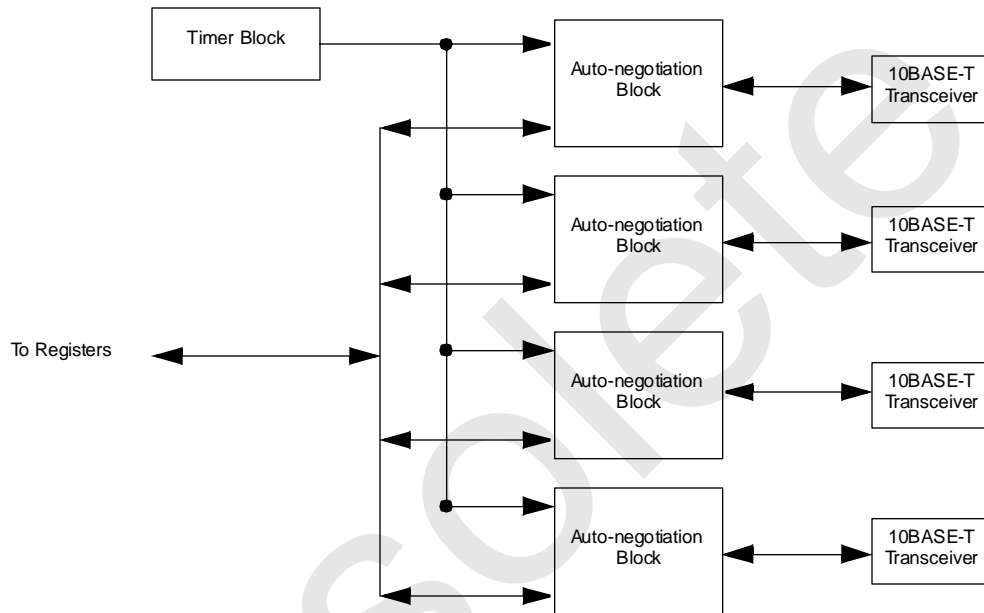 Timer Block
Auto-negotiation
Block
10BASE-T
Transceiver
Auto-negotiation
Block
10BASE-T
Transceiver
To Registers
Auto-negotiation
Block
10BASE-T
Transceiver
Auto-negotiation
Block
10BASE-T
Transceiver
solete